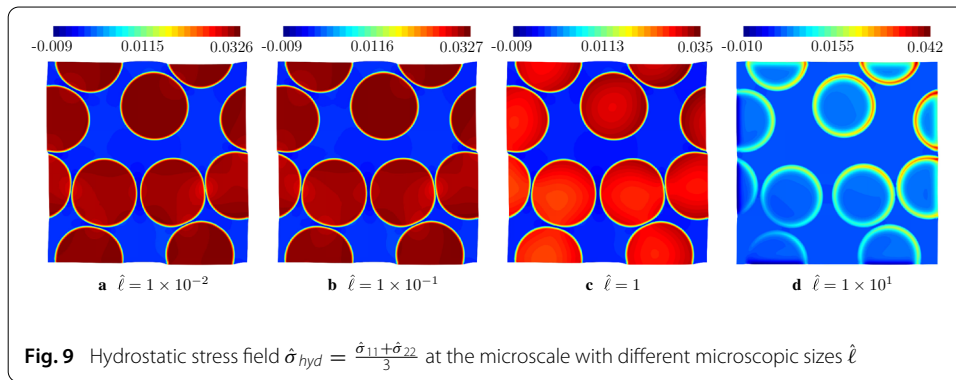 -0.009 0.0115 0.0326 -0.009 0.0116 0.0327 -0.009 0.0113 0.035 -0.010 0.0155 0.042
a ℓ̂ = 1 × 10⁻² b ℓ̂ = 1 × 10⁻¹ c ℓ̂ = 1 d ℓ̂ = 1 × 10¹
Fig. 9 Hydrostatic stress field σ̂_hyd = (σ̂₁₁+σ̂₂₂)/3 at the microscale with different microscopic sizes ℓ̂